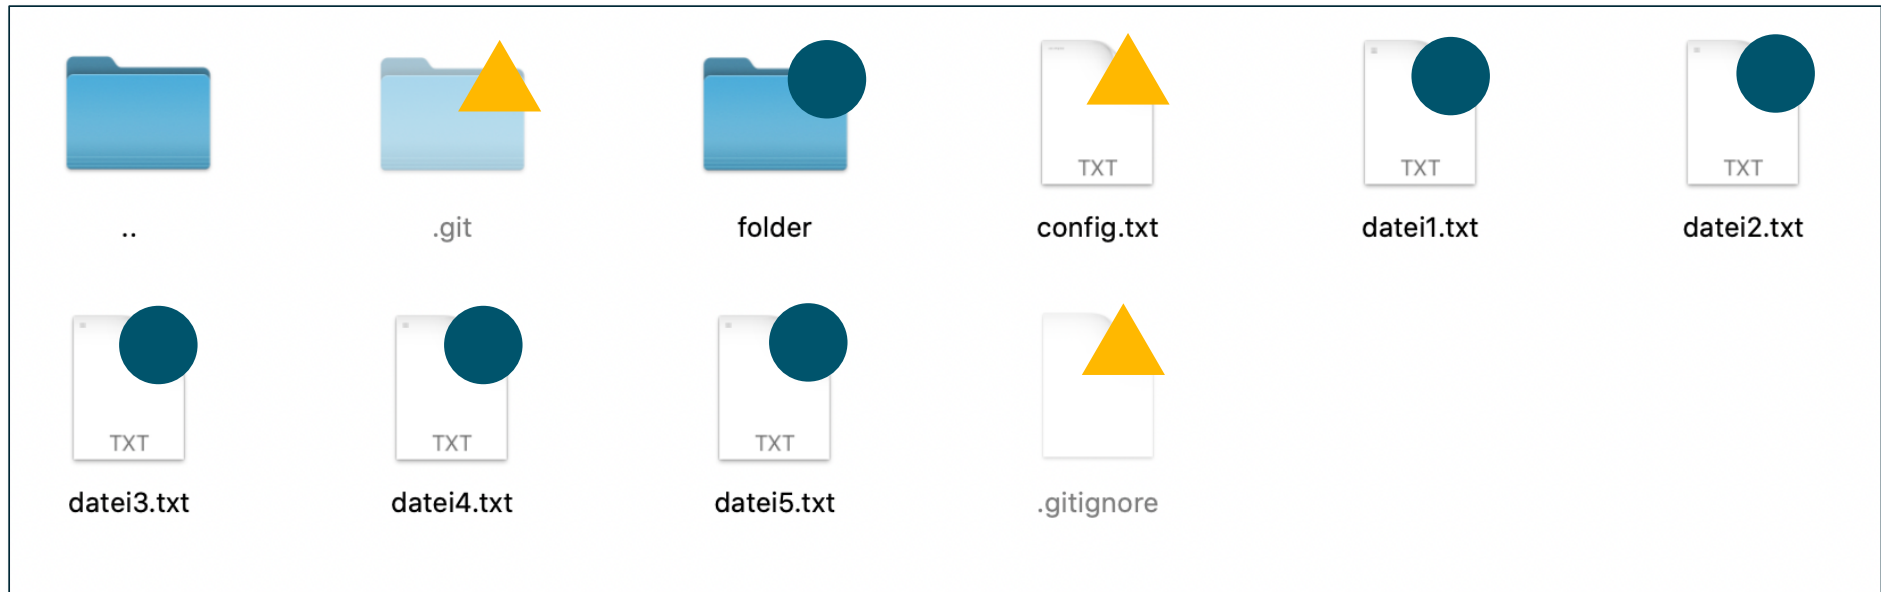 TXT TXT TXT
.. .git folder config.txt datei1.txt datei2.txt
TXT TXT TXT
datei3.txt datei4.txt datei5.txt .gitignore